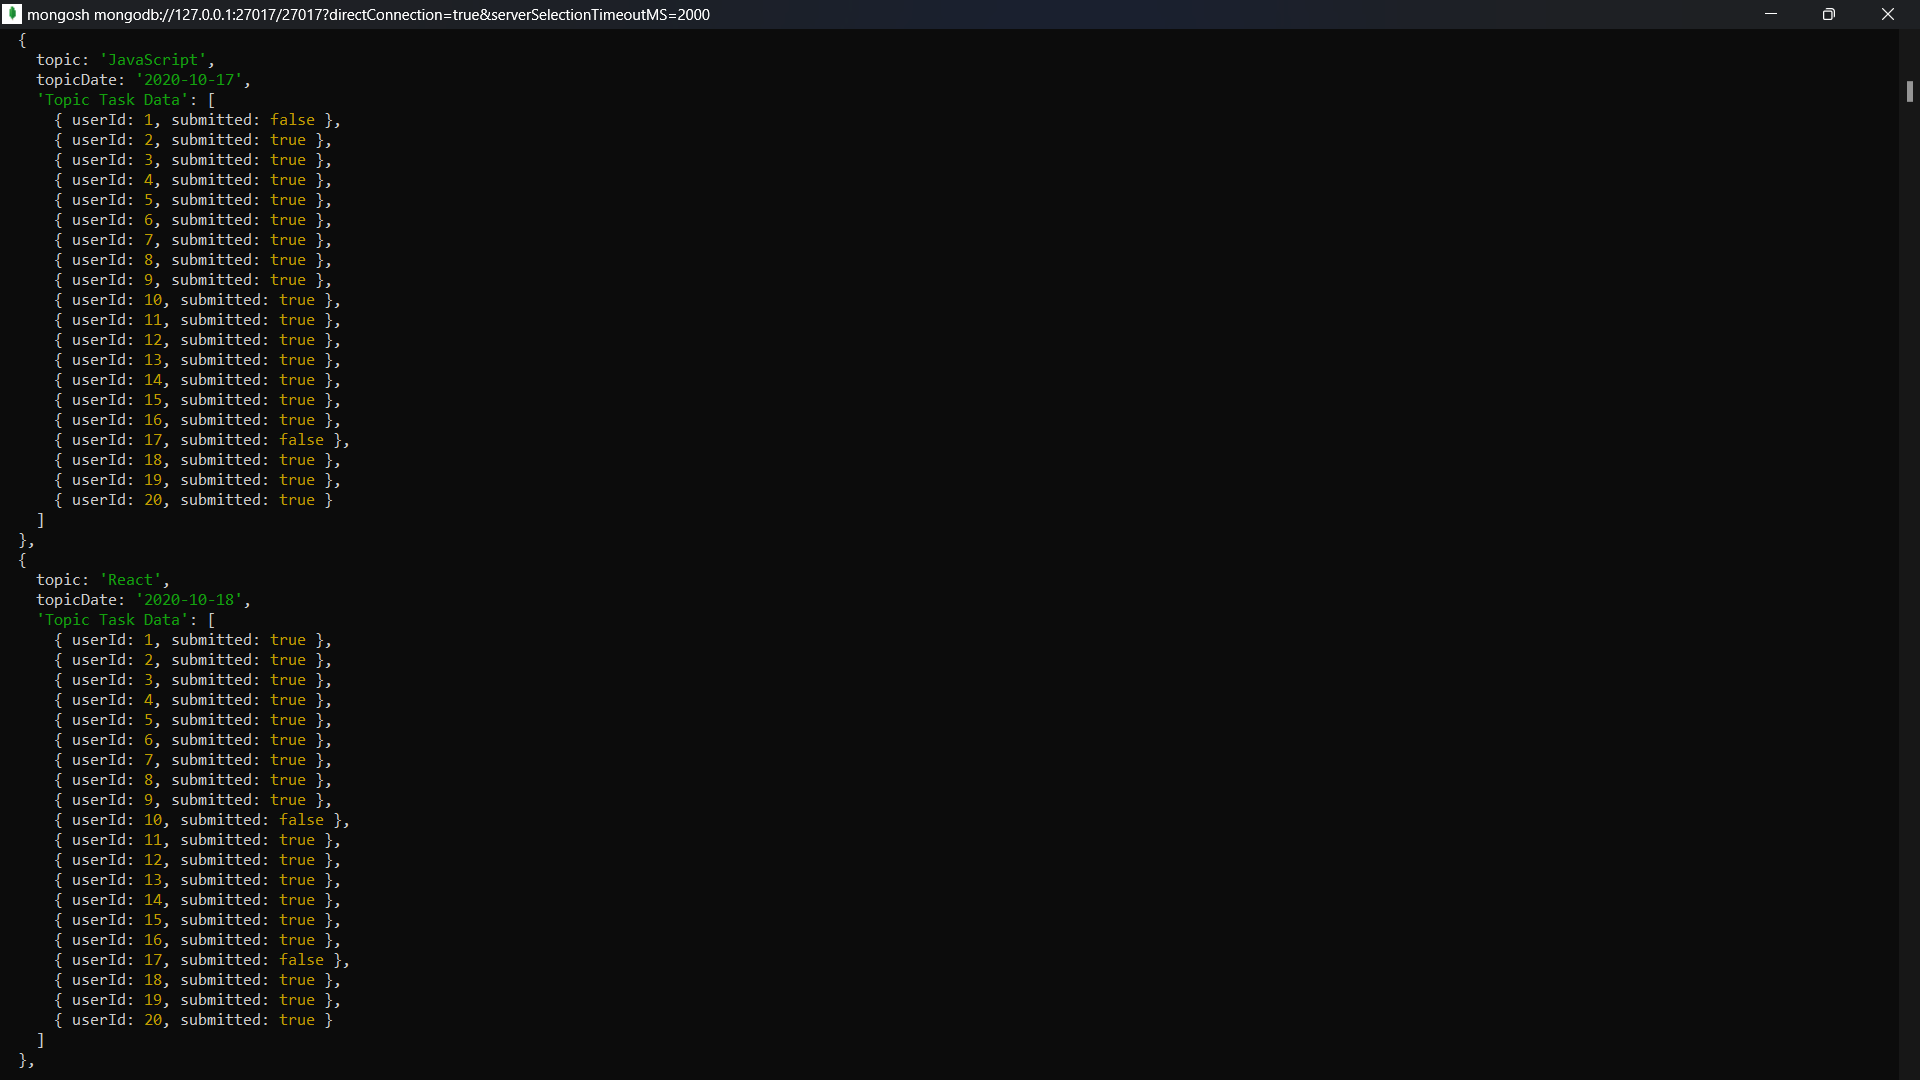 mongosh mongodb://127.0.0.1:27017/27017?directConnection=true&serverSelectionTimeoutMS=2000
{
topic: 'JavaScript',
topicDate: '2020-10-17',
'Topic Task Data': [
{ userId: 1, submitted: false },
{ userId: 2, submitted: true },
{ userId: 3, submitted: true },
{ userId: 4, submitted: true },
{ userId: 5, submitted: true },
{ userId: 6, submitted: true },
{ userId: 7, submitted: true },
{ userId: 8, submitted: true },
{ userId: 9, submitted: true },
{ userId: 10, submitted: true },
{ userId: 11, submitted: true },
{ userId: 12, submitted: true },
{ userId: 13, submitted: true },
{ userId: 14, submitted: true },
{ userId: 15, submitted: true },
{ userId: 16, submitted: true },
{ userId: 17, submitted: false },
{ userId: 18, submitted: true },
{ userId: 19, submitted: true },
{ userId: 20, submitted: true }
]
},
{
topic: 'React',
topicDate: '2020-10-18',
'Topic Task Data': [
{ userId: 1, submitted: true },
{ userId: 2, submitted: true },
{ userId: 3, submitted: true },
{ userId: 4, submitted: true },
{ userId: 5, submitted: true },
{ userId: 6, submitted: true },
{ userId: 7, submitted: true },
{ userId: 8, submitted: true },
{ userId: 9, submitted: true },
{ userId: 10, submitted: false },
{ userId: 11, submitted: true },
{ userId: 12, submitted: true },
{ userId: 13, submitted: true },
{ userId: 14, submitted: true },
{ userId: 15, submitted: true },
{ userId: 16, submitted: true },
{ userId: 17, submitted: false },
{ userId: 18, submitted: true },
{ userId: 19, submitted: true },
{ userId: 20, submitted: true }
]
},